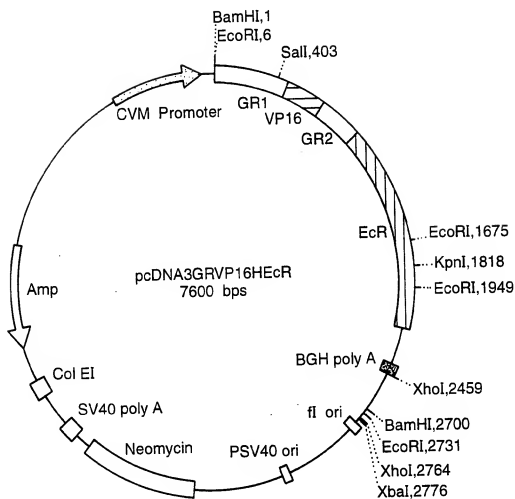 BamHI,1
EcoRI,6
SalI,403
GR1
VP16
GR2
CVM Promoter
EcR
EcoRI,1675
KpnI,1818
EcoRI,1949
pcDNA3GRVP16HEcR
7600 bps
Amp
BGH poly A
XhoI,2459
Col EI
SV40 poly A
fI ori
BamHI,2700
EcoRI,2731
XhoI,2764
XbaI,2776
Neomycin
PSV40 ori